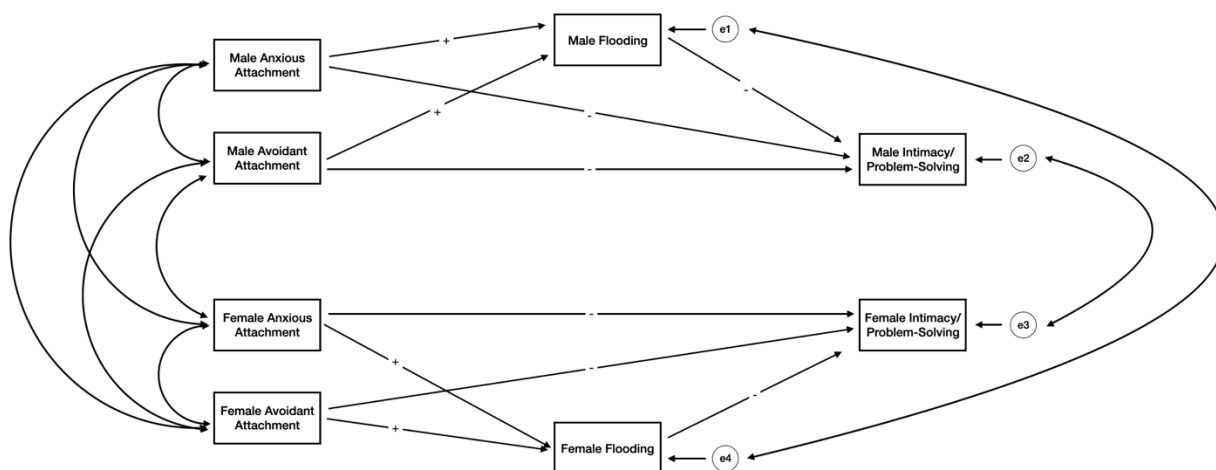 Male Flooding
e1
+
Male Anxious
Attachment
-
+
-
Male Avoidant
Attachment
-
Male Intimacy/
Problem-Solving
e2
Female Anxious
Attachment
-
Female Intimacy/
Problem-Solving
e3
+
-
-
Female Avoidant
Attachment
+
Female Flooding
e4